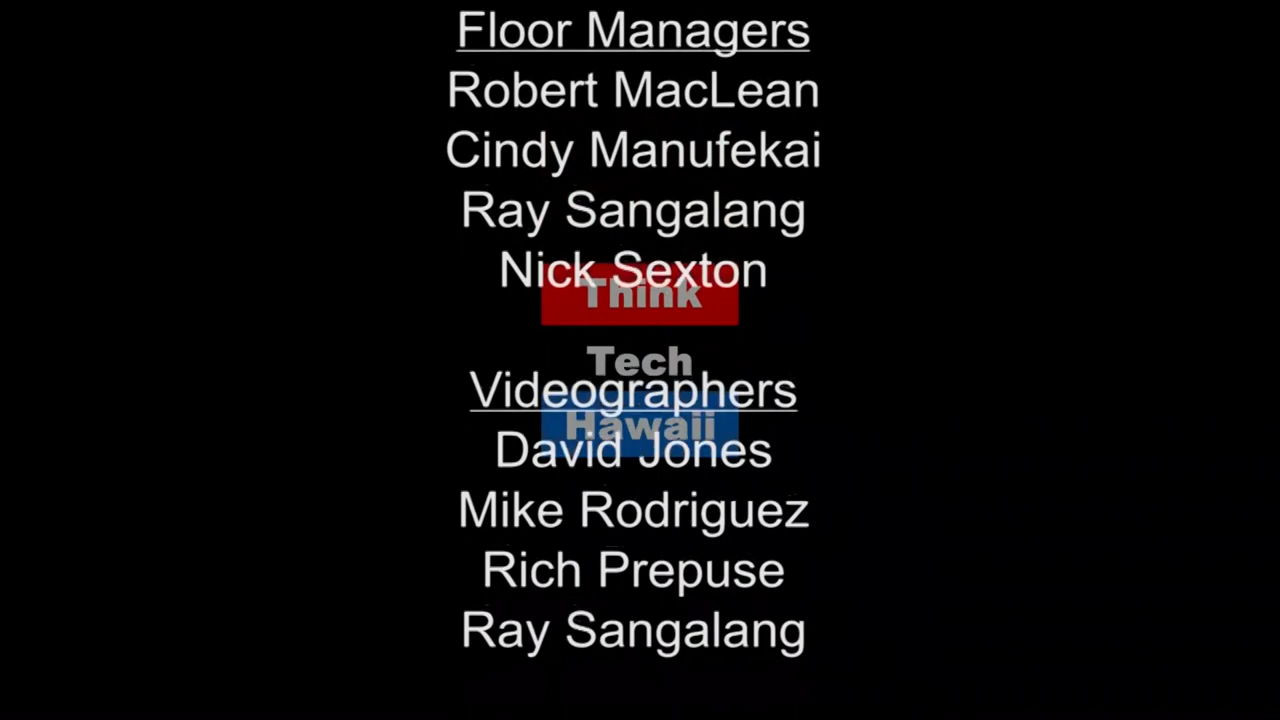 Floor Managers
Robert MacLean
Cindy Manufekai
Ray Sangalang
Nick Sexton
Think
Tech
Videographers
Hawaii
David Jones
Mike Rodriguez
Rich Prepuse
Ray Sangalang